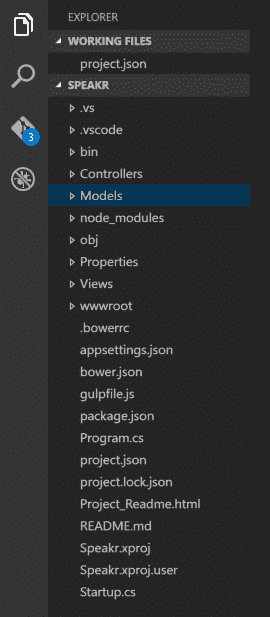 EXPLORER
WORKING FILES
project.json
SPEAKR
.vs
.vscode
bin
Controllers
Models
node_modules
obj
Properties
Views
wwwroot
.bowerrc
appsettings.json
bower.json
gulpfile.js
package.json
Program.cs
project.json
project.lock.json
Project_Readme.html
README.md
Speakr.xproj
Speakr.xproj.user
Startup.cs
3